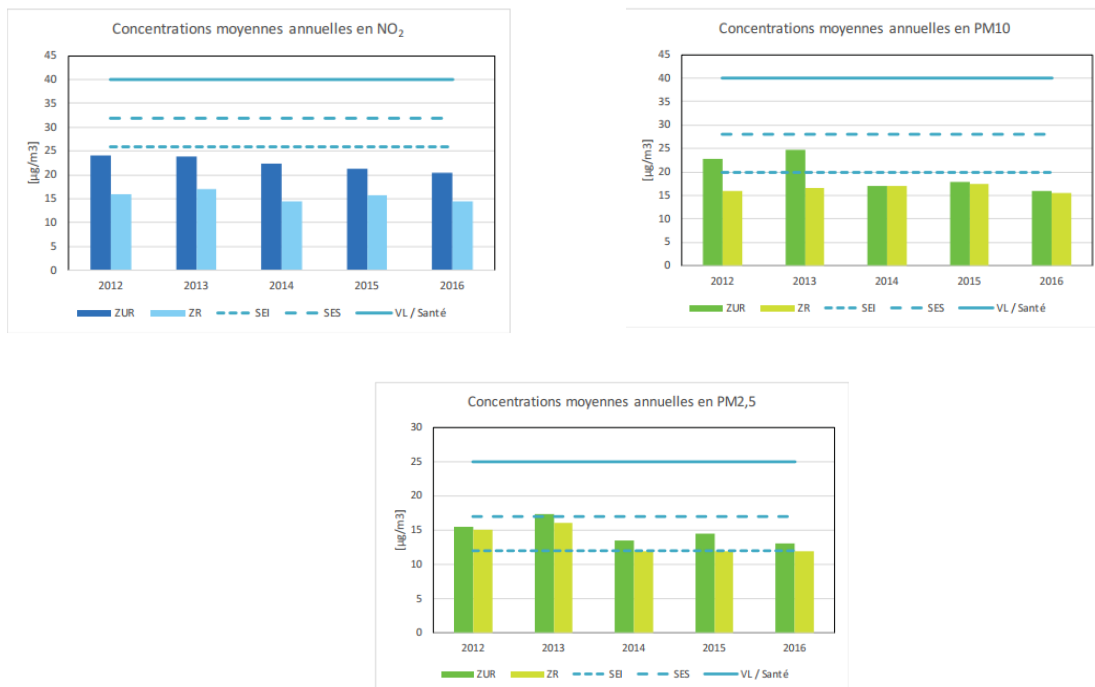 Concentrations moyennes annuelles en NO₂
45
40
35
30
25
20
15
10
5
0
[µg/m3]
2012 2013 2014 2015 2016
ZUR ZR SEI SES VL / Santé
Concentrations moyennes annuelles en PM10
45
40
35
30
25
20
15
10
5
0
[µg/m3]
2012 2013 2014 2015 2016
ZUR ZR SEI SES VL / Santé
Concentrations moyennes annuelles en PM2,5
30
25
20
15
10
5
0
[µg/m3]
2012 2013 2014 2015 2016
ZUR ZR SEI SES VL / Santé